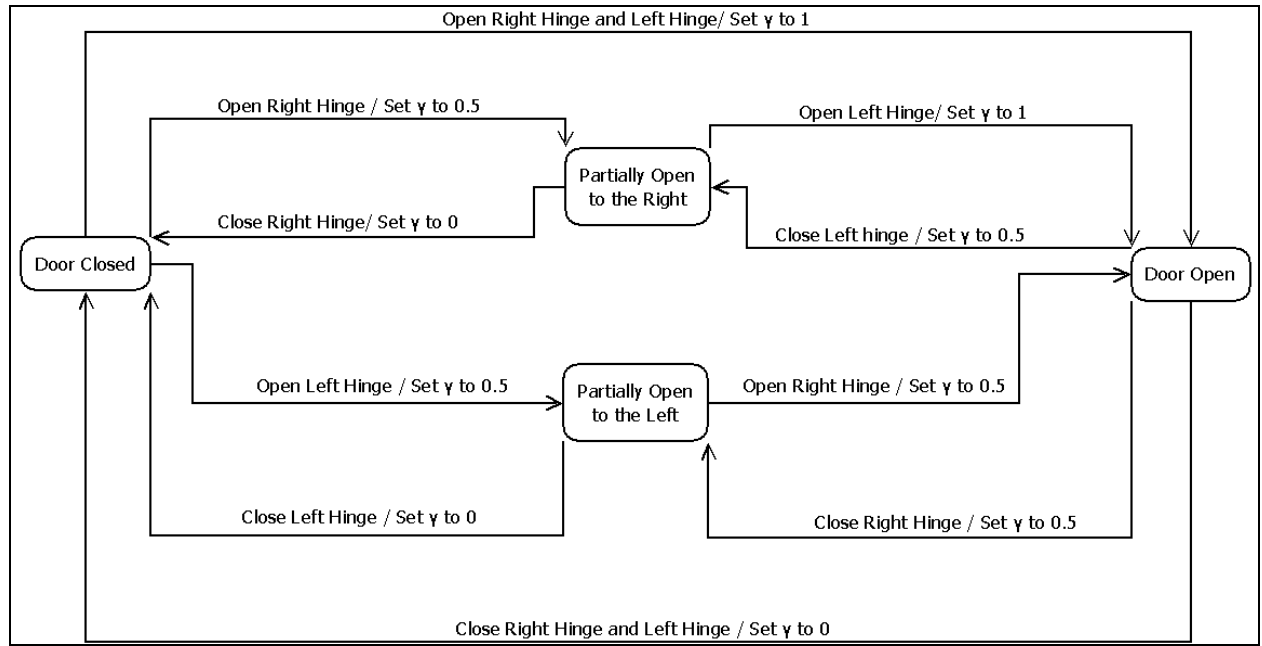 Open Right Hinge and Left Hinge/ Set γ to 1
Open Right Hinge / Set γ to 0.5
Open Left Hinge/ Set γ to 1
Partially Open
to the Right
Close Right Hinge/ Set γ to 0
Close Left hinge / Set γ to 0.5
Door Closed
Door Open
Open Left Hinge / Set γ to 0.5
Partially Open
to the Left
Open Right Hinge / Set γ to 0.5
Close Left Hinge / Set γ to 0
Close Right Hinge / Set γ to 0.5
Close Right Hinge and Left Hinge / Set γ to 0